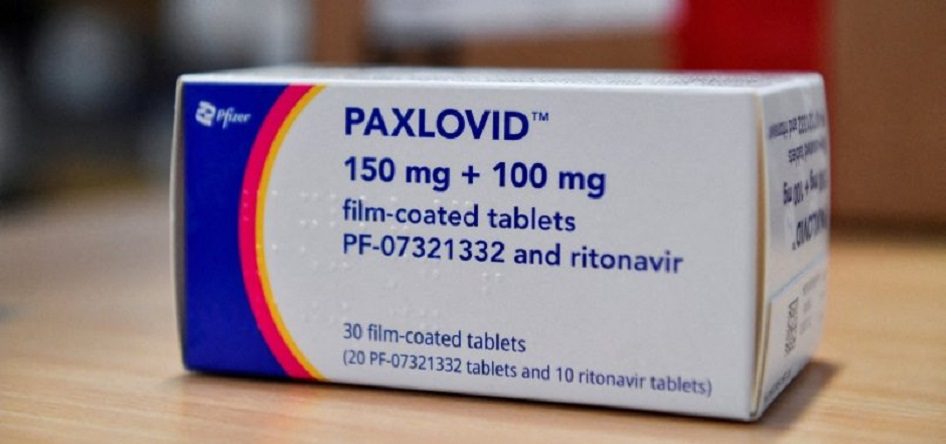 Pfizer
PAXLOVID™
150 mg + 100 mg
film-coated tablets
PF-07321332 and ritonavir
30 film-coated tablets
(20 PF-07321332 tablets and 10 ritonavir tablets)